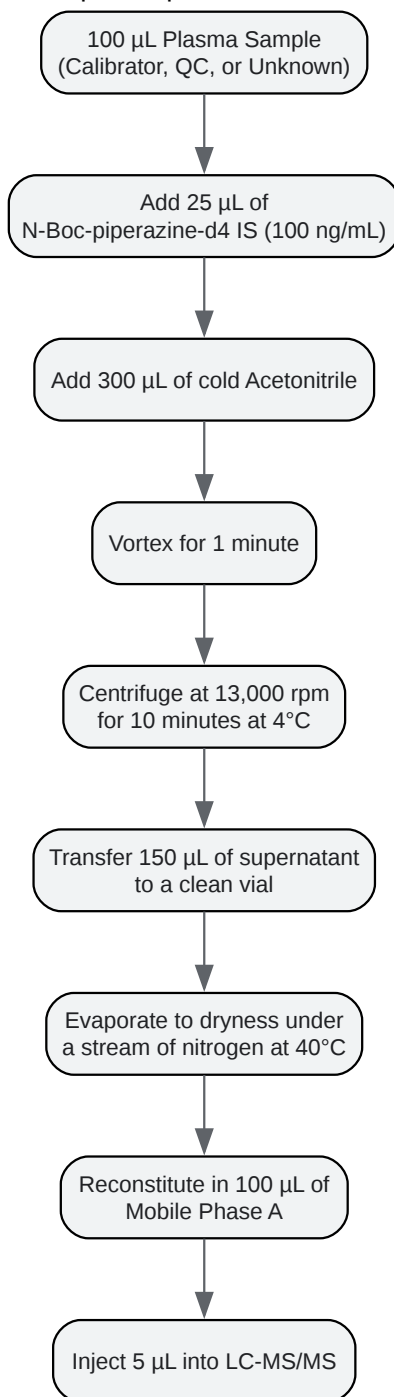 100 µL Plasma Sample
(Calibrator, QC, or Unknown)
Add 25 µL of
N-Boc-piperazine-d4 IS (100 ng/mL)
Add 300 µL of cold Acetonitrile
Vortex for 1 minute
Centrifuge at 13,000 rpm
for 10 minutes at 4°C
Transfer 150 µL of supernatant
to a clean vial
Evaporate to dryness under
a stream of nitrogen at 40°C
Reconstitute in 100 µL of
Mobile Phase A
Inject 5 µL into LC-MS/MS